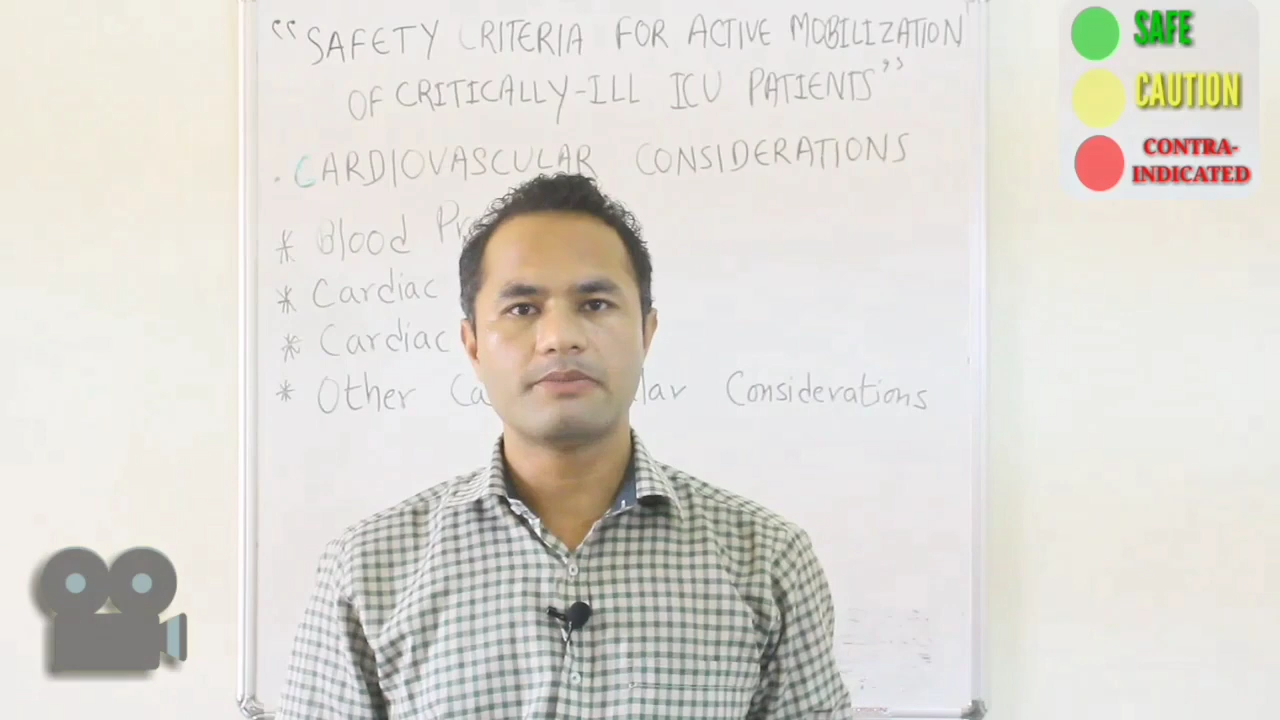 “SAFETY CRITERIA FOR ACTIVE MOBILIZATION
OF CRITICALLY-ILL ICU PATIENTS”
. CARDIOVASCULAR CONSIDERATIONS
* Blood
* Cardiac
* Cardiac
* Other Considerations
SAFE
CAUTION
CONTRA-
INDICATED